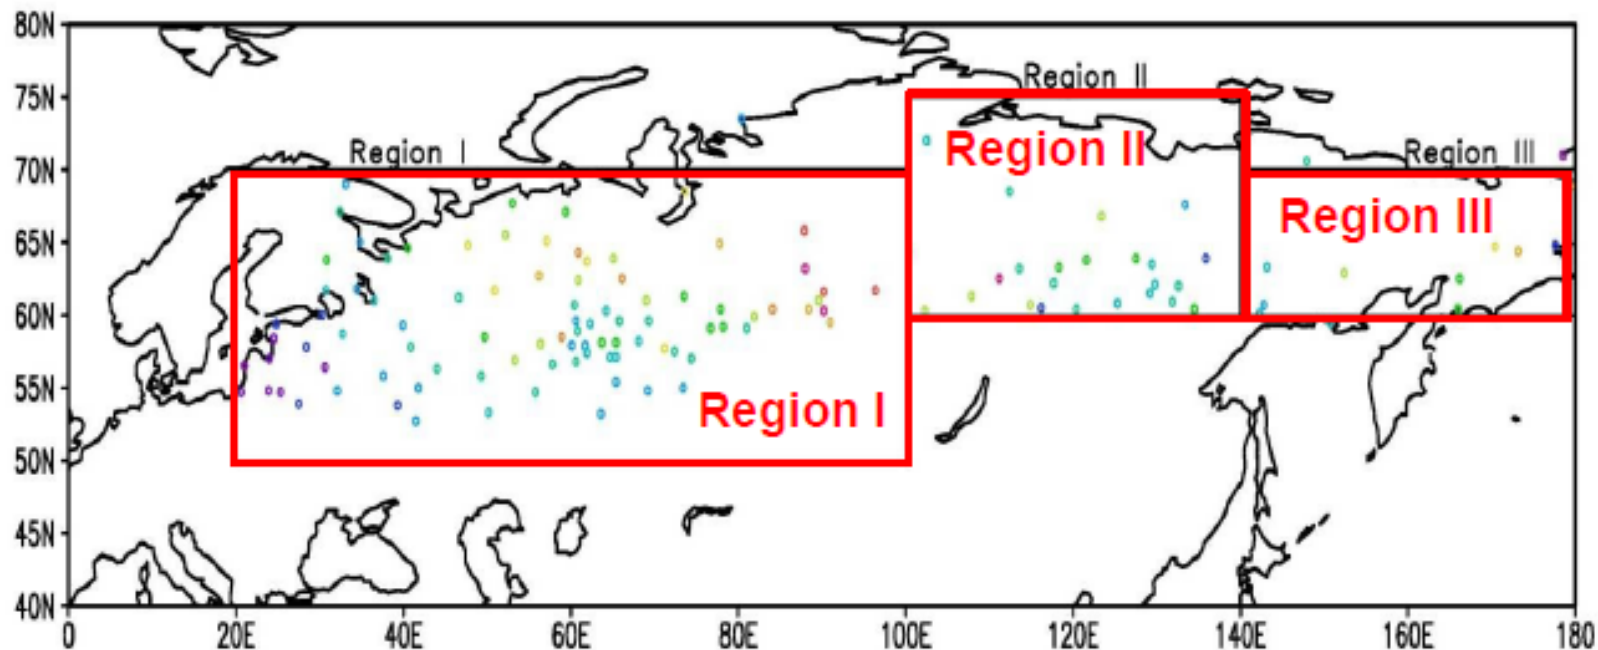 80N
75N
Region II
Region I
Region III
70N
Region II
65N
Region III
60N
55N
Region I
50N
45N
40N
0 20E 40E 60E 80E 100E 120E 140E 160E 180